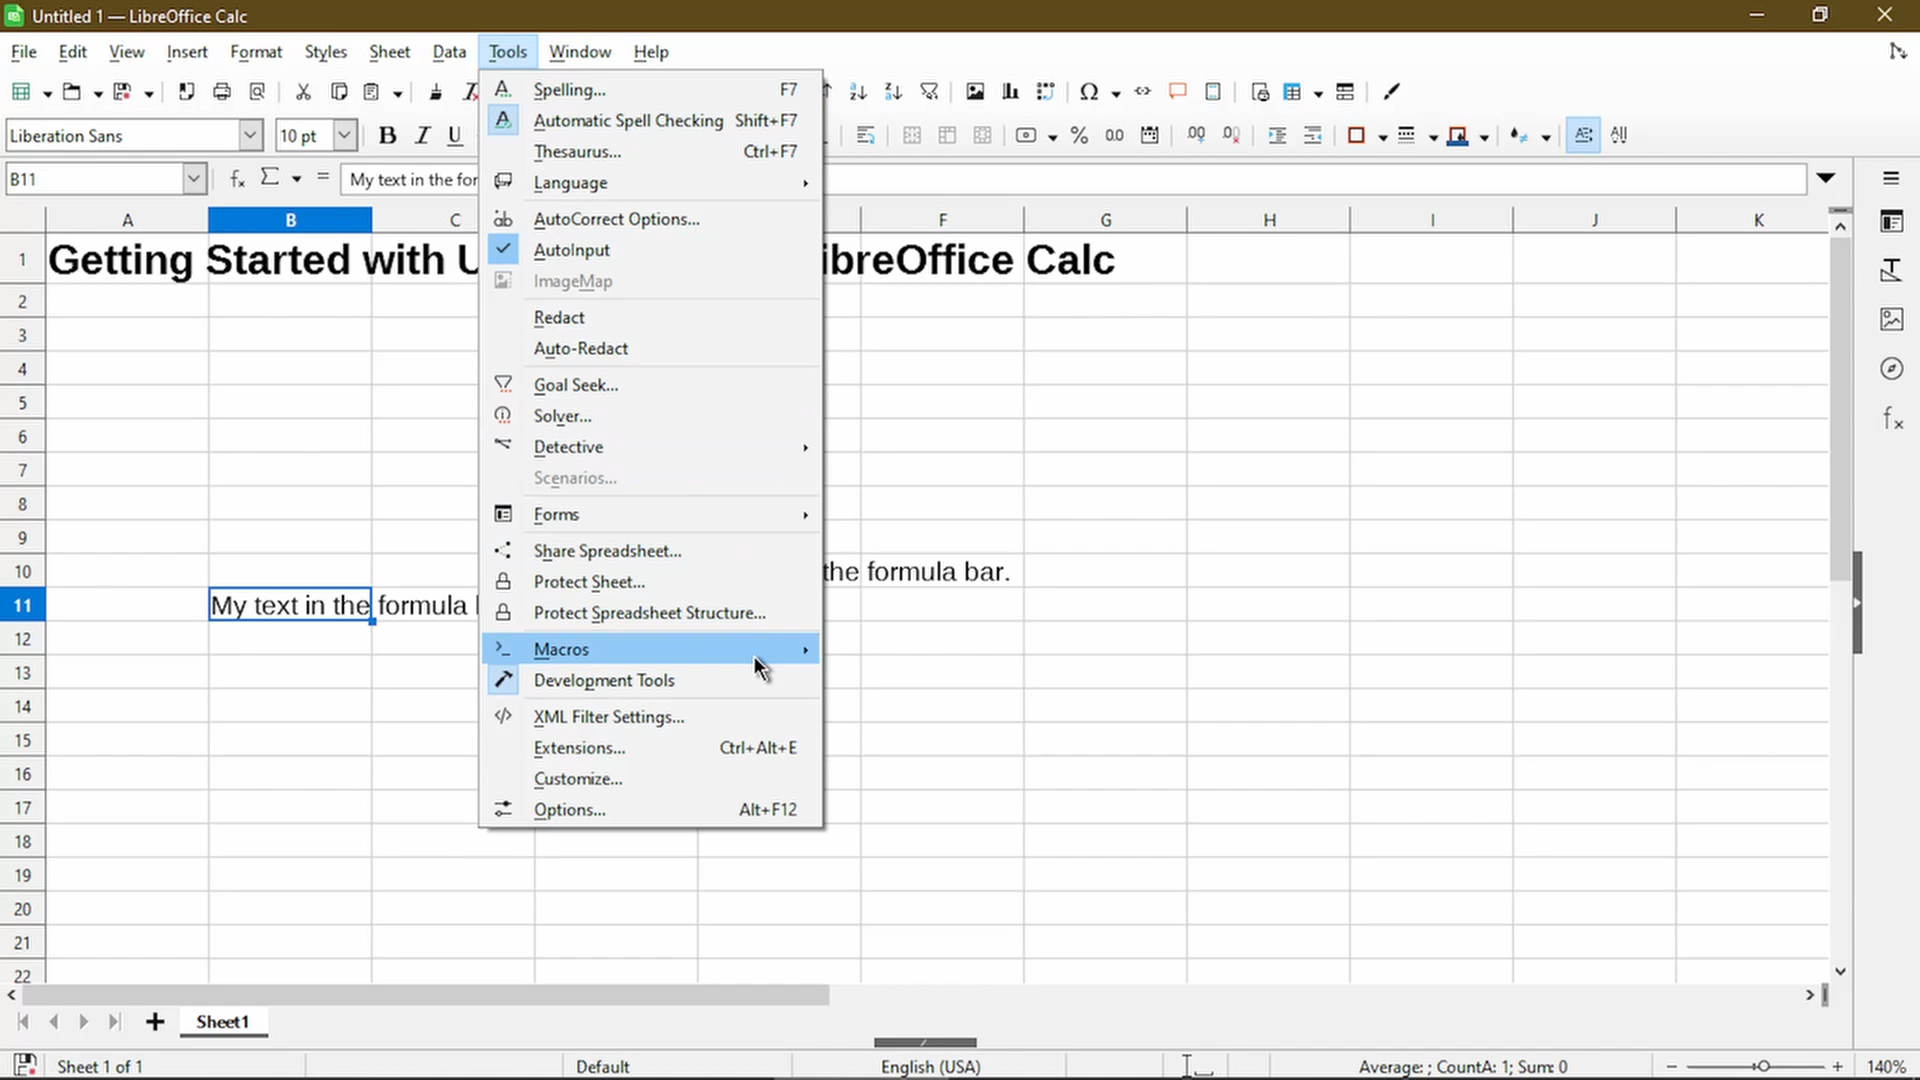 Untitled 1 — LibreOffice Calc
File Edit View Insert Format Styles Sheet Data Tools Window Help
Liberation Sans 10 pt
B11 My text in the for
A B C F G H I J K
1 Getting Started with U ibreOffice Calc
2
3
4
5
6
7
8
9
10 the formula bar.
11 My text in the formula
12
13
14
15
16
17
18
19
20
21
22
Spelling... F7
Automatic Spell Checking Shift+F7
Thesaurus... Ctrl+F7
Language
AutoCorrect Options...
AutoInput
ImageMap
Redact
Auto-Redact
Goal Seek...
Solver...
Detective
Scenarios...
Forms
Share Spreadsheet...
Protect Sheet...
Protect Spreadsheet Structure...
Macros
Development Tools
XML Filter Settings...
Extensions... Ctrl+Alt+E
Customize...
Options... Alt+F12
Sheet1
Sheet 1 of 1 Default English (USA) Average: ; CountA: 1; Sum: 0 140%